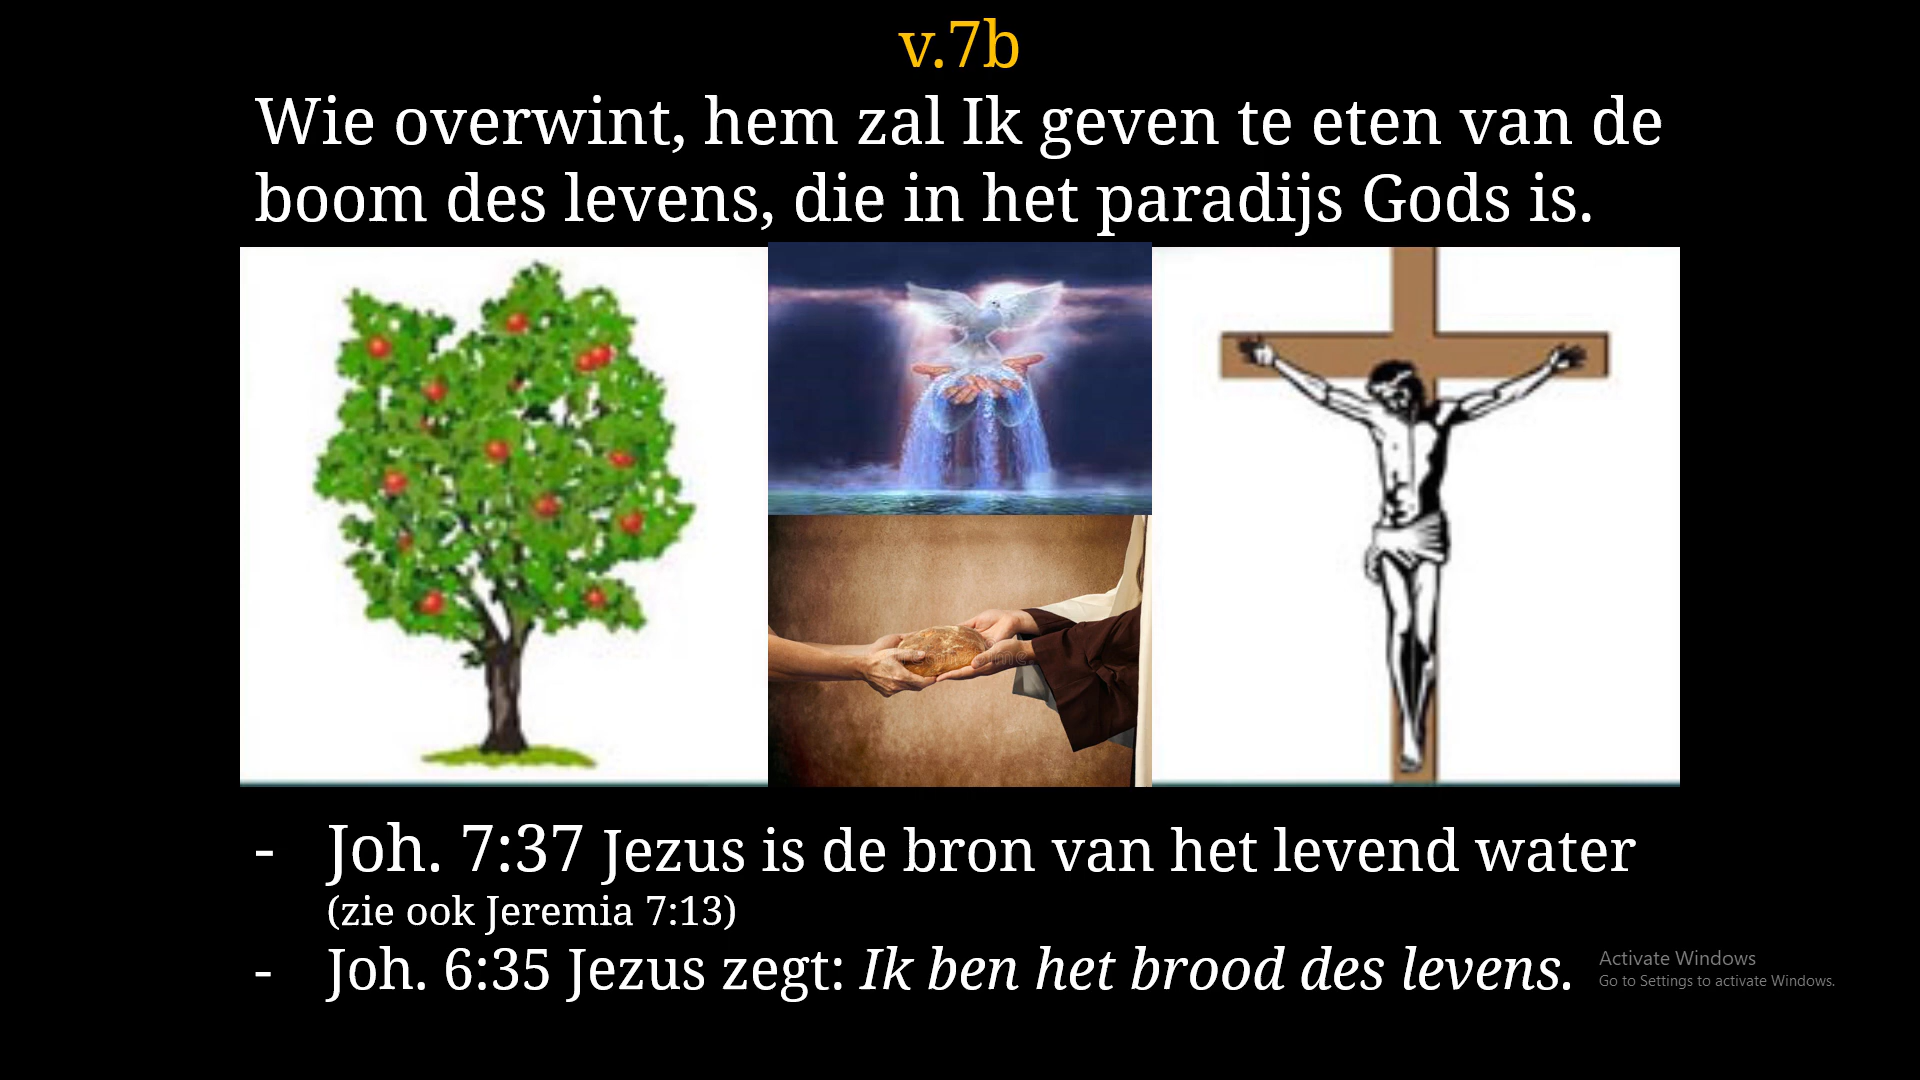 v.7b
Wie overwint, hem zal Ik geven te eten van de
boom des levens, die in het paradijs Gods is.
- Joh. 7:37 Jezus is de bron van het levend water
(zie ook Jeremia 7:13)
- Joh. 6:35 Jezus zegt: Ik ben het brood des levens.
Activate Windows
Go to Settings to activate Windows.